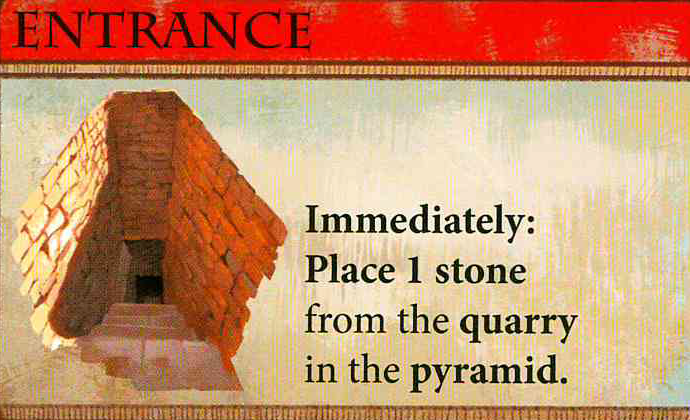 ENTRANCE
Immediately:
Place 1 stone
from the quarry
in the pyramid.